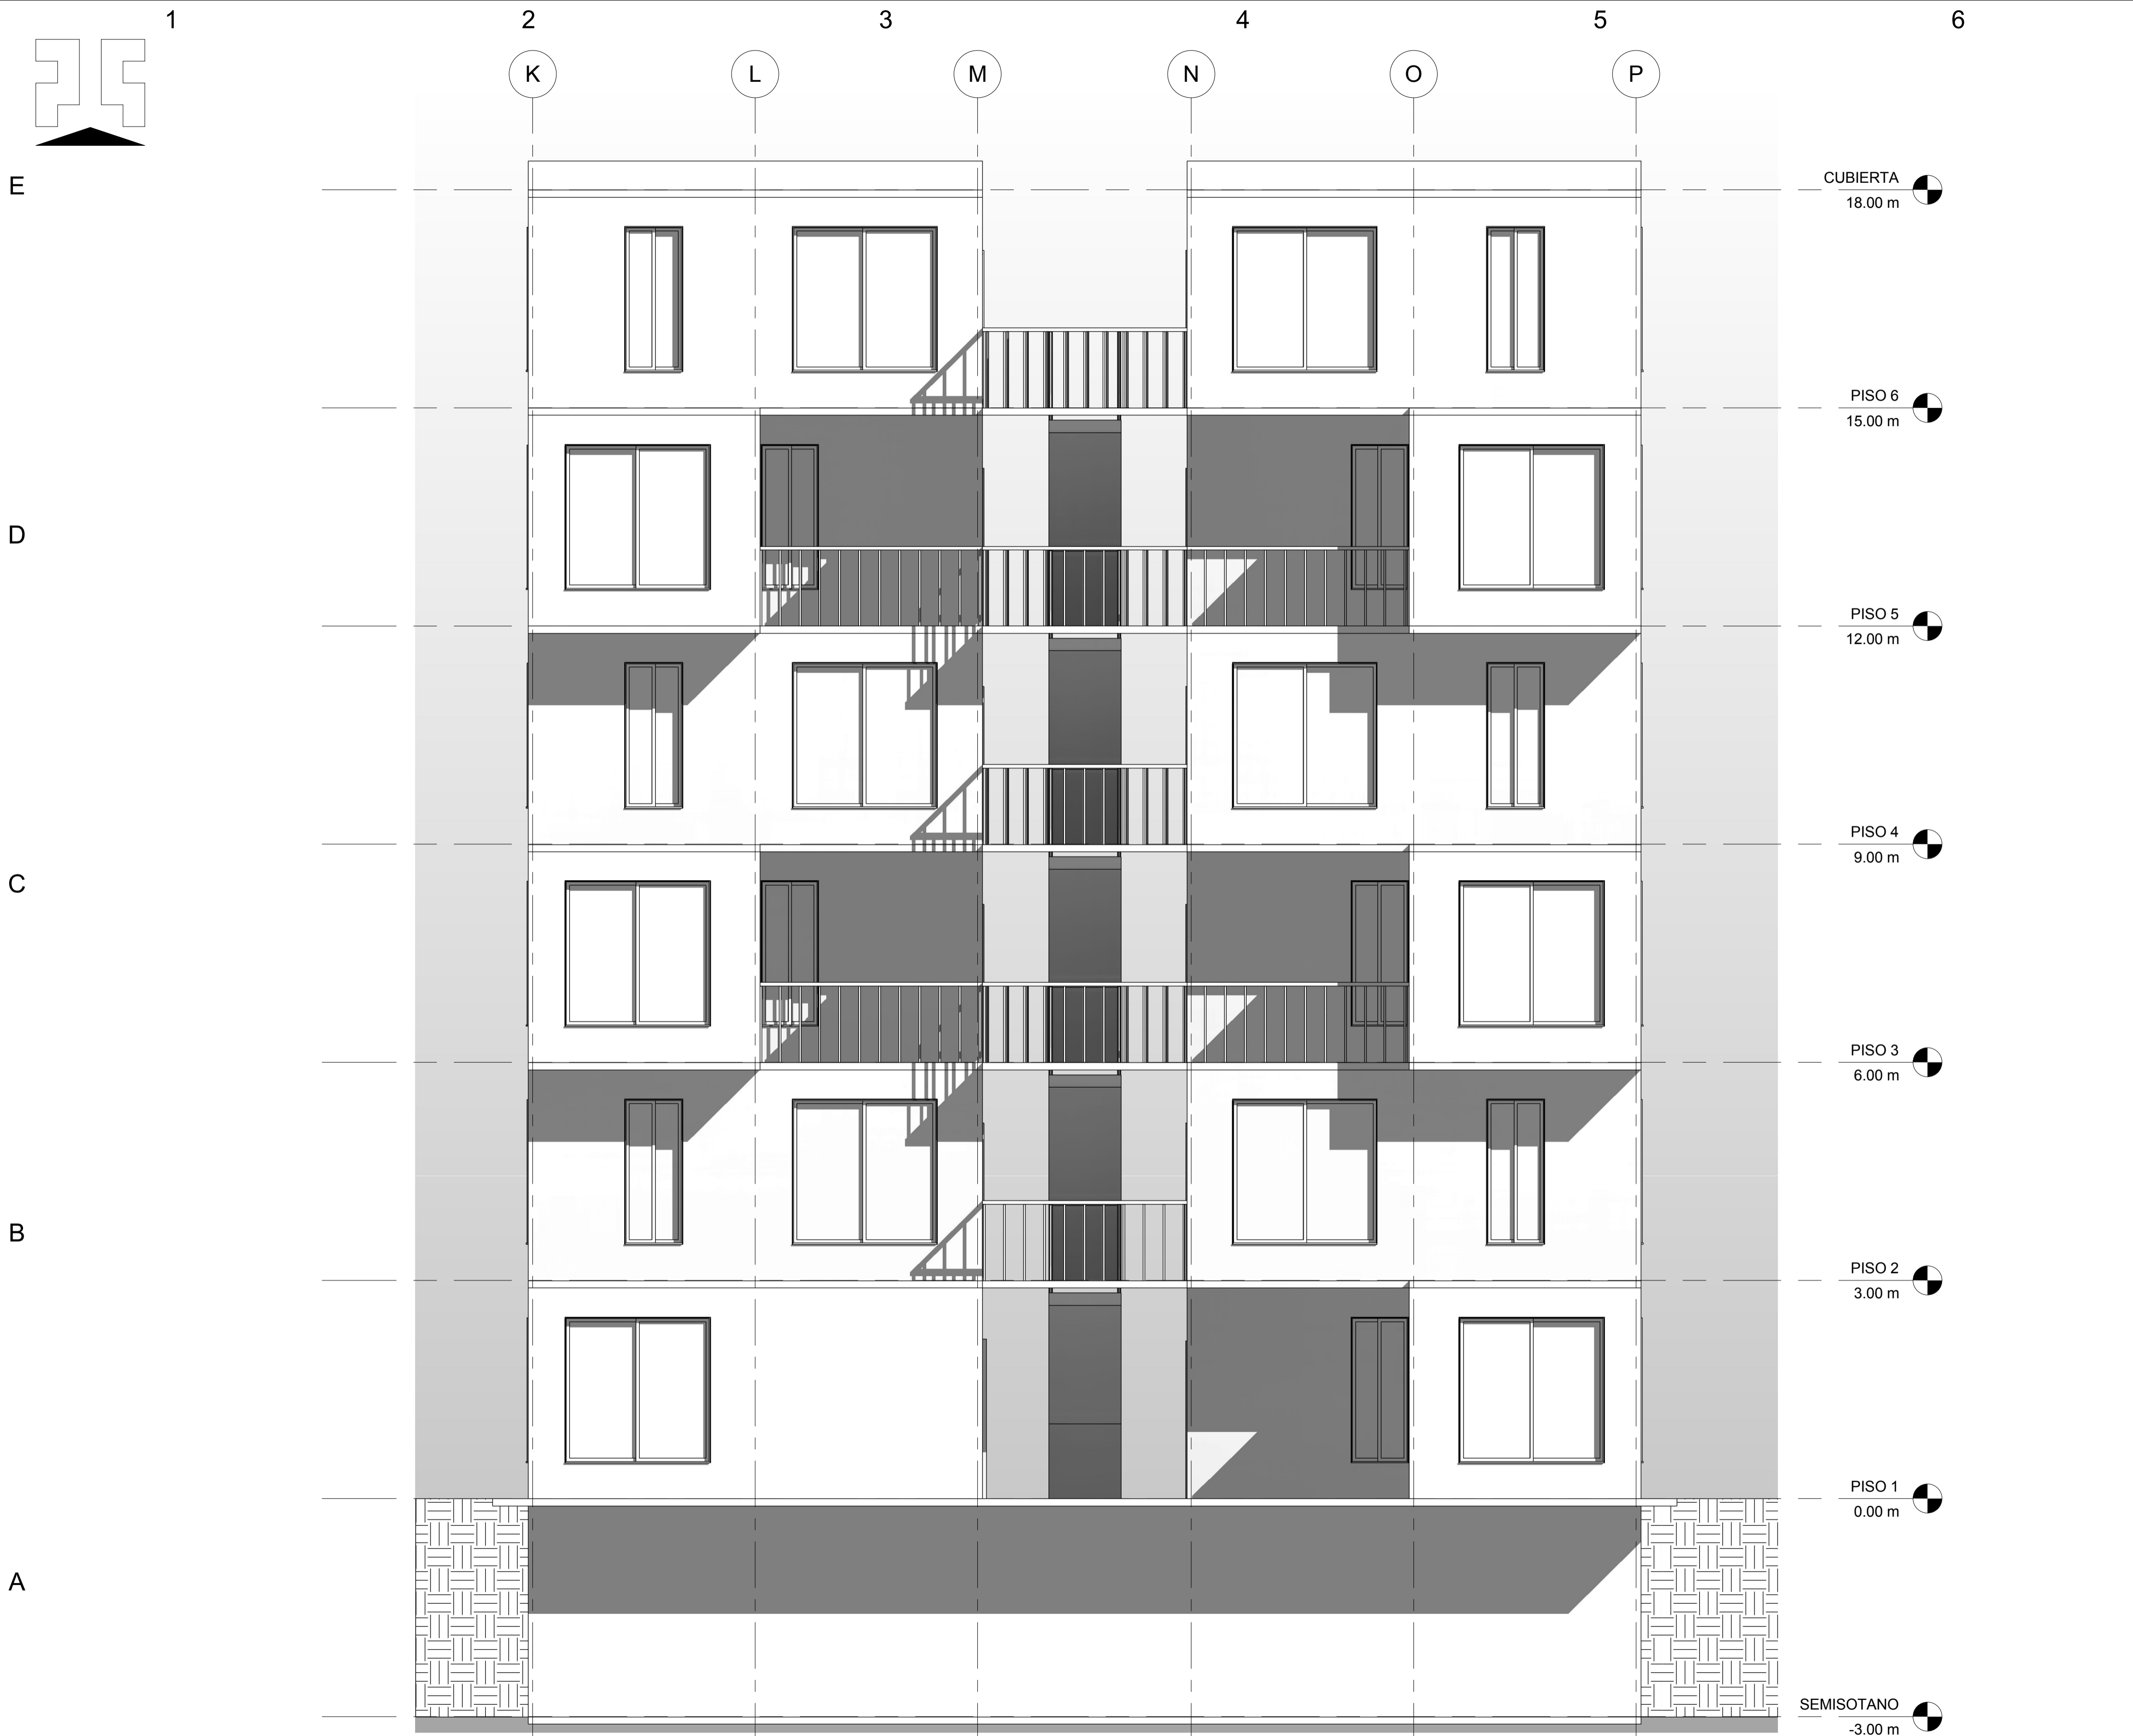 1 2 3 4 5 6
K L M N O P
E
CUBIERTA
18.00 m
PISO 6
15.00 m
D
PISO 5
12.00 m
PISO 4
9.00 m
C
PISO 3
6.00 m
B
PISO 2
3.00 m
PISO 1
0.00 m
A
SEMISOTANO
-3.00 m